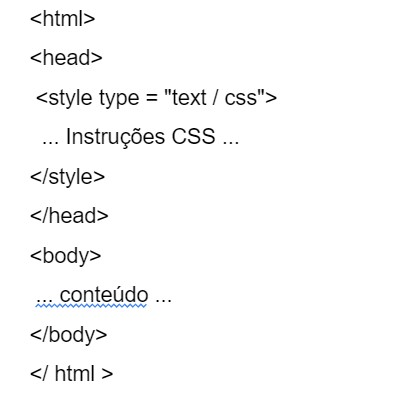 <html>
<head>
<style type = "text / css">
... Instruções CSS ...
</style>
</head>
<body>
... conteúdo ...
</body>
</ html >